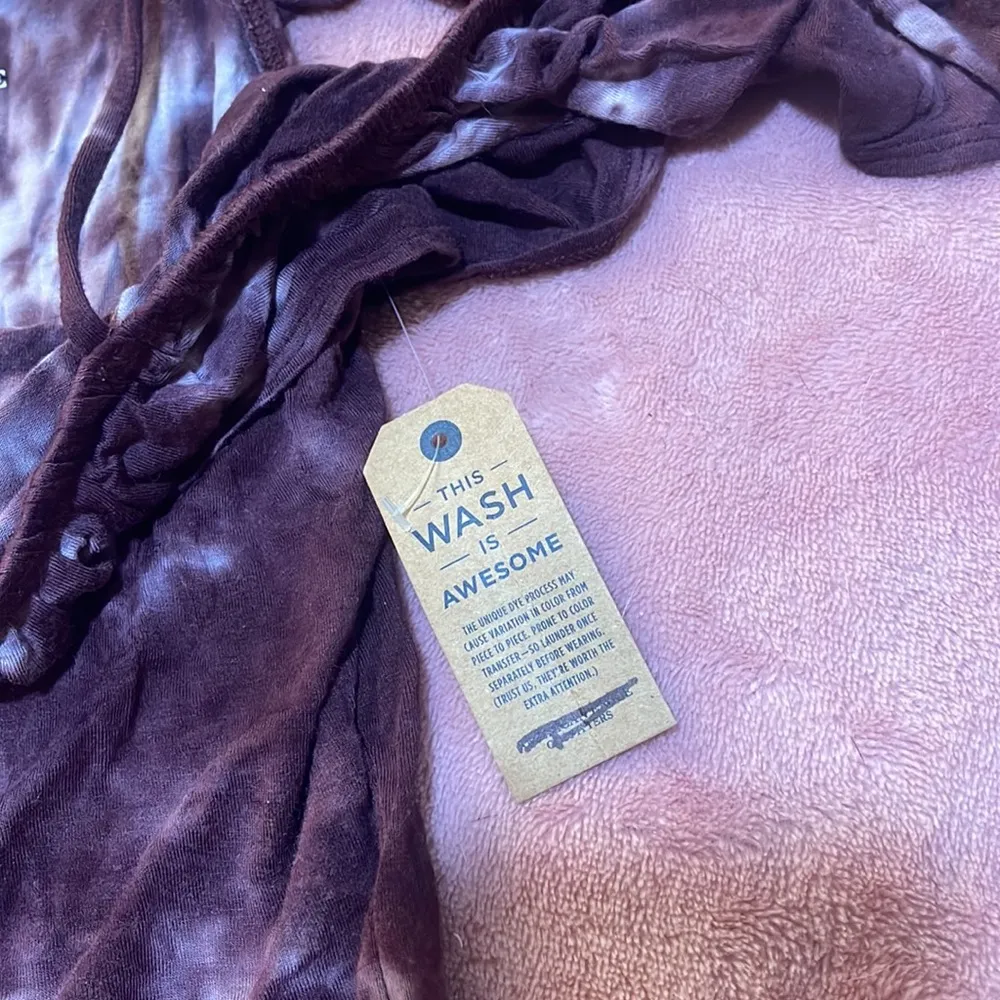 THIS
WASH
IS
AWESOME
THE UNIQUE DYE PROCESS MAY
CAUSE VARIATION IN COLOR FROM
PIECE TO PIECE. PRONE TO COLOR
TRANSFER—SO LAUNDER ONCE
SEPARATELY BEFORE WEARING.
(TRUST US, THEY'RE WORTH THE
EXTRA ATTENTION.)